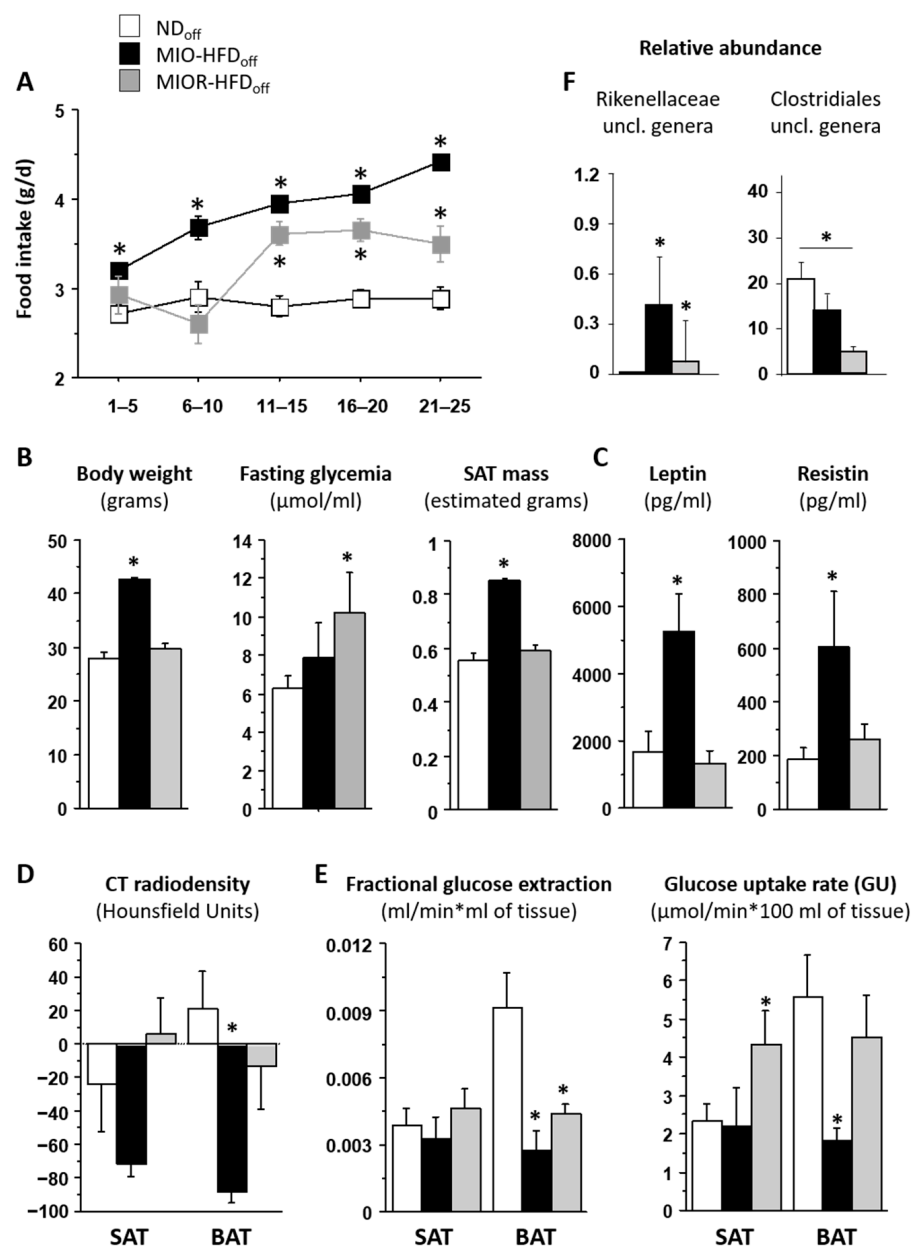 NDoff
MIO-HFDoff
MIOR-HFDoff
A
Food intake (g/d)
5
4
3
2
* * * * *
* * *
1–5 6–10 11–15 16–20 21–25
Relative abundance
F
Rikenellaceae
uncl. genera
1.2
0.9
0.6
0.3
0
* *
Clostridiales
uncl. genera
40
30
20
10
0
*
B
Body weight
(grams)
50
40
30
20
10
0
*
Fasting glycemia
(µmol/ml)
14
12
10
8
6
4
2
0
*
SAT mass
(estimated grams)
1
0.8
0.6
0.4
0.2
0
*
C
Leptin
(pg/ml)
8000
6000
4000
2000
0
*
Resistin
(pg/ml)
1000
800
600
400
200
0
*
D
CT radiodensity
(Hounsfield Units)
60
40
20
0
−20
−40
−60
−80
−100
*
SAT BAT
E
Fractional glucose extraction
(ml/min*ml of tissue)
0.012
0.009
0.006
0.003
0
* *
SAT BAT
Glucose uptake rate (GU)
(µmol/min*100 ml of tissue)
7
6
5
4
3
2
1
0
* *
SAT BAT